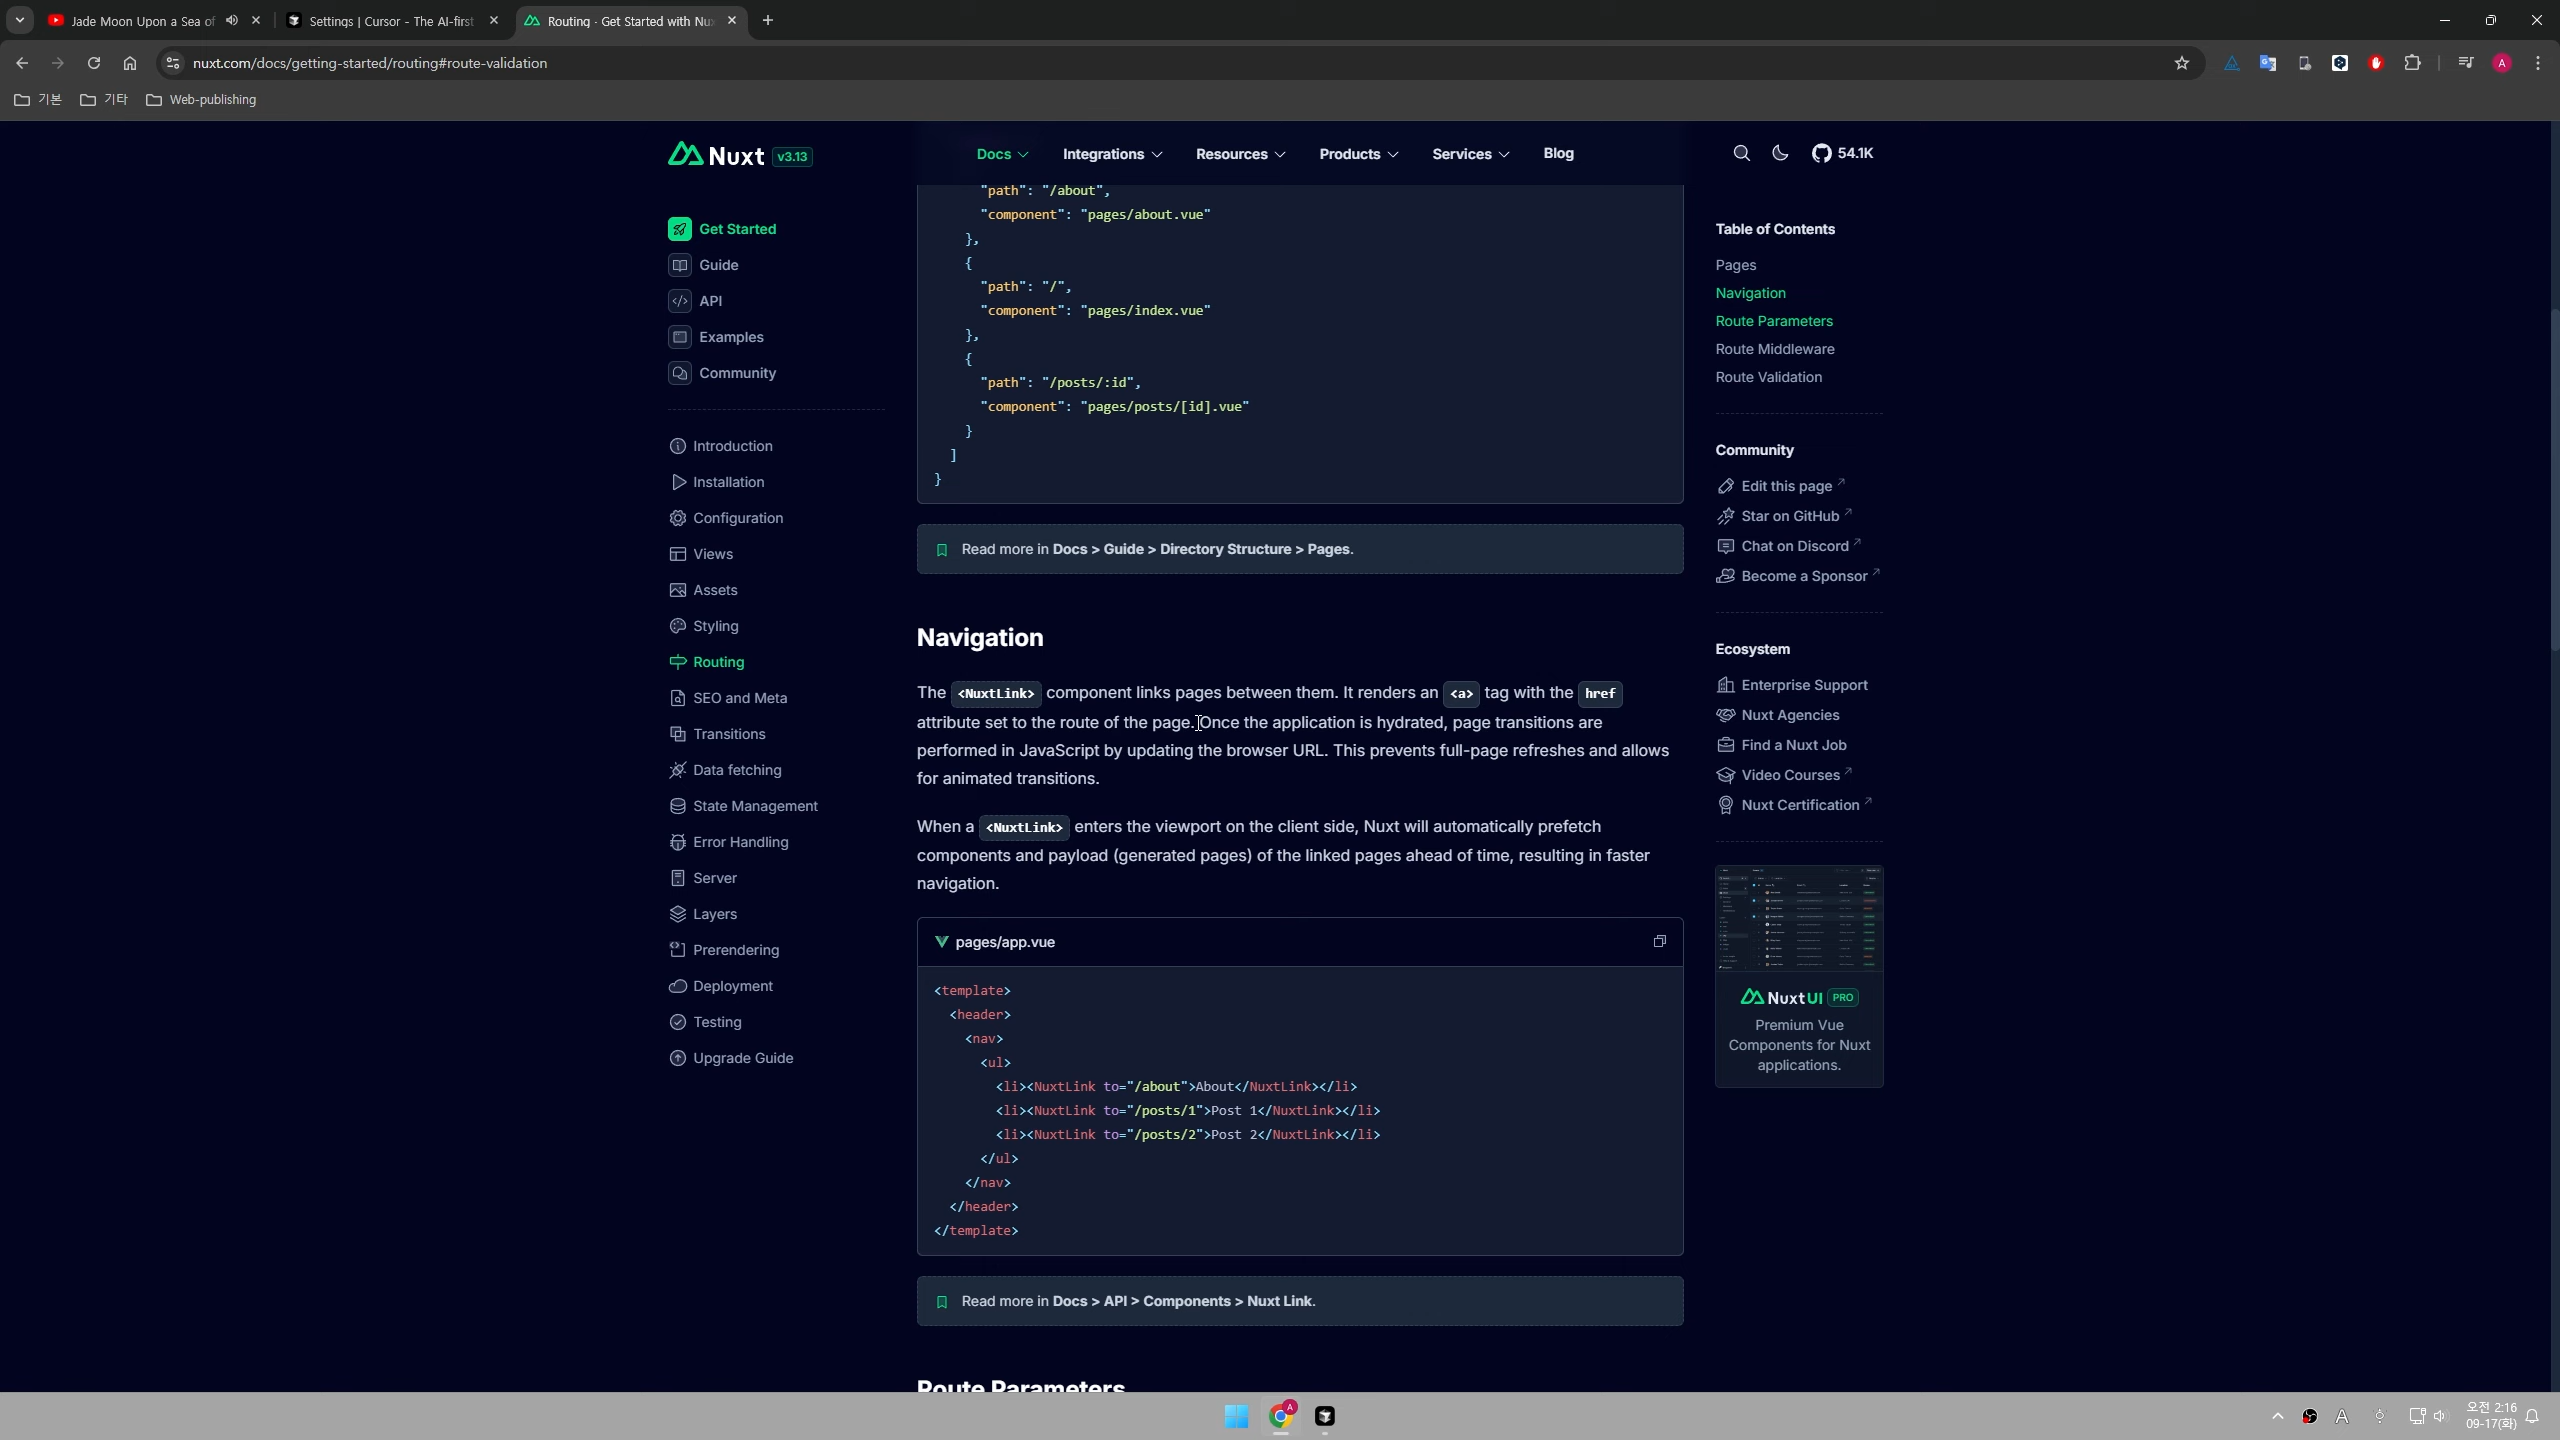 Jade Moon Upon a Sea of
Settings | Cursor - The AI-first
Routing · Get Started with Nux
nuxt.com/docs/getting-started/routing#route-validation
A
기본
기타
Web-publishing
Nuxt v3.13
Docs
Integrations
Resources
Products
Services
Blog
54.1K
Get Started
Guide
API
Examples
Community
Introduction
Installation
Configuration
Views
Assets
Styling
Routing
SEO and Meta
Transitions
Data fetching
State Management
Error Handling
Server
Layers
Prerendering
Deployment
Testing
Upgrade Guide
"path": "/about",
"component": "pages/about.vue"
},
{
"path": "/",
"component": "pages/index.vue"
},
{
"path": "/posts/:id",
"component": "pages/posts/[id].vue"
}
]
}
Read more in Docs > Guide > Directory Structure > Pages.
Navigation
The <NuxtLink> component links pages between them. It renders an <a> tag with the href
attribute set to the route of the page. Once the application is hydrated, page transitions are
performed in JavaScript by updating the browser URL. This prevents full-page refreshes and allows
for animated transitions.
When a <NuxtLink> enters the viewport on the client side, Nuxt will automatically prefetch
components and payload (generated pages) of the linked pages ahead of time, resulting in faster
navigation.
pages/app.vue
<template>
<header>
<nav>
<ul>
<li><NuxtLink to="/about">About</NuxtLink></li>
<li><NuxtLink to="/posts/1">Post 1</NuxtLink></li>
<li><NuxtLink to="/posts/2">Post 2</NuxtLink></li>
</ul>
</nav>
</header>
</template>
Read more in Docs > API > Components > Nuxt Link.
Route Parameters
Table of Contents
Pages
Navigation
Route Parameters
Route Middleware
Route Validation
Community
Edit this page
Star on GitHub
Chat on Discord
Become a Sponsor
Ecosystem
Enterprise Support
Nuxt Agencies
Find a Nuxt Job
Video Courses
Nuxt Certification
NuxtUI PRO
Premium Vue
Components for Nuxt
applications.
A
A
오전 2:16
09-17(화)